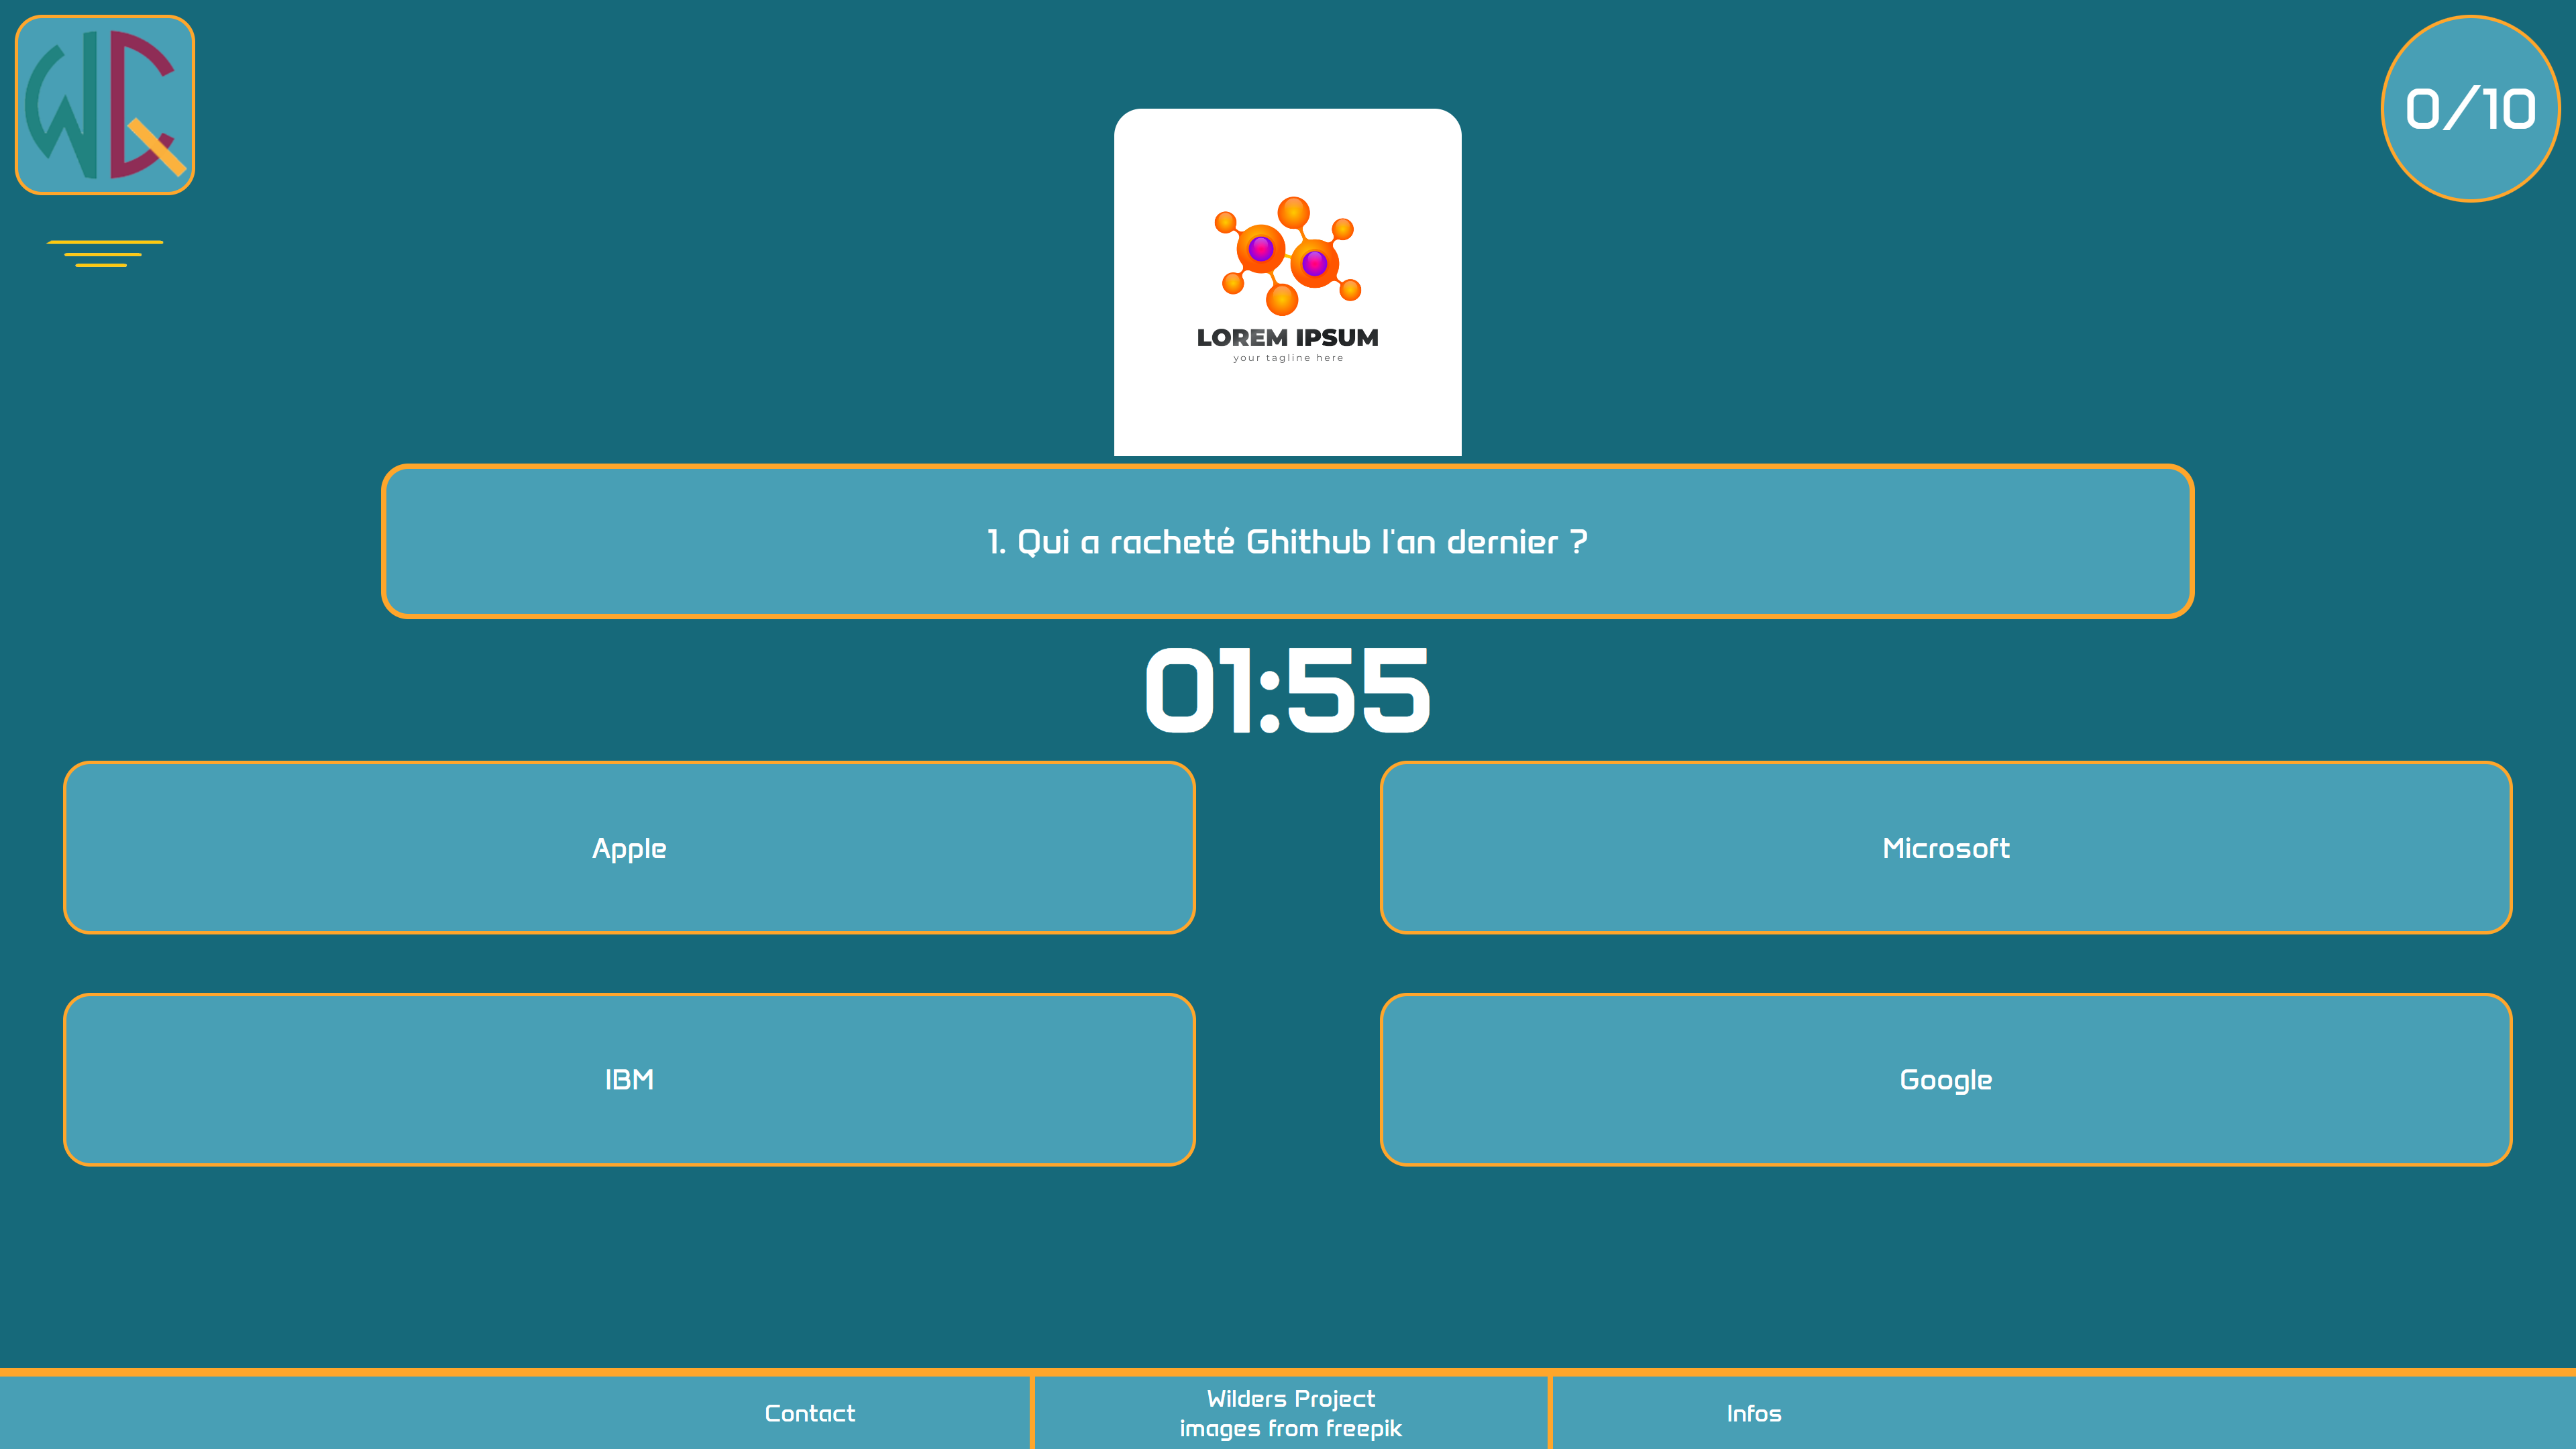 0/10
LOREM IPSUM
your tagline here
1. Qui a racheté Ghithub l'an dernier ?
01:55
Apple
Microsoft
IBM
Google
Contact
Wilders Project
images from freepik
Infos